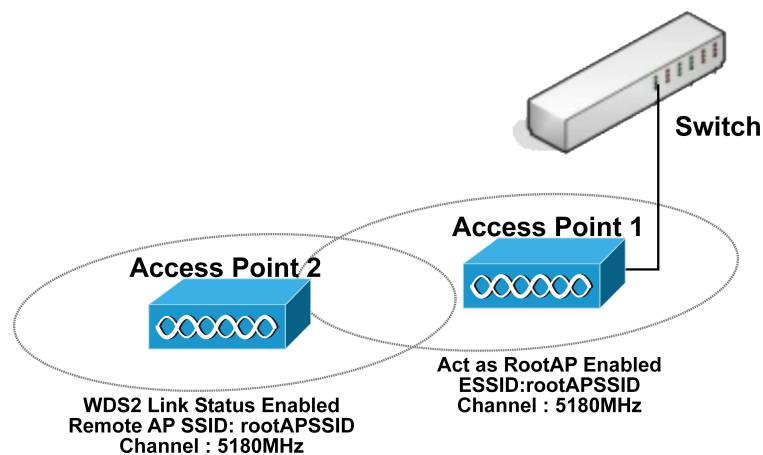 Switch
Access Point 1
Access Point 2
Act as RootAP Enabled
ESSID:rootAPSSID
Channel : 5180MHz
WDS2 Link Status Enabled
Remote AP SSID: rootAPSSID
Channel : 5180MHz